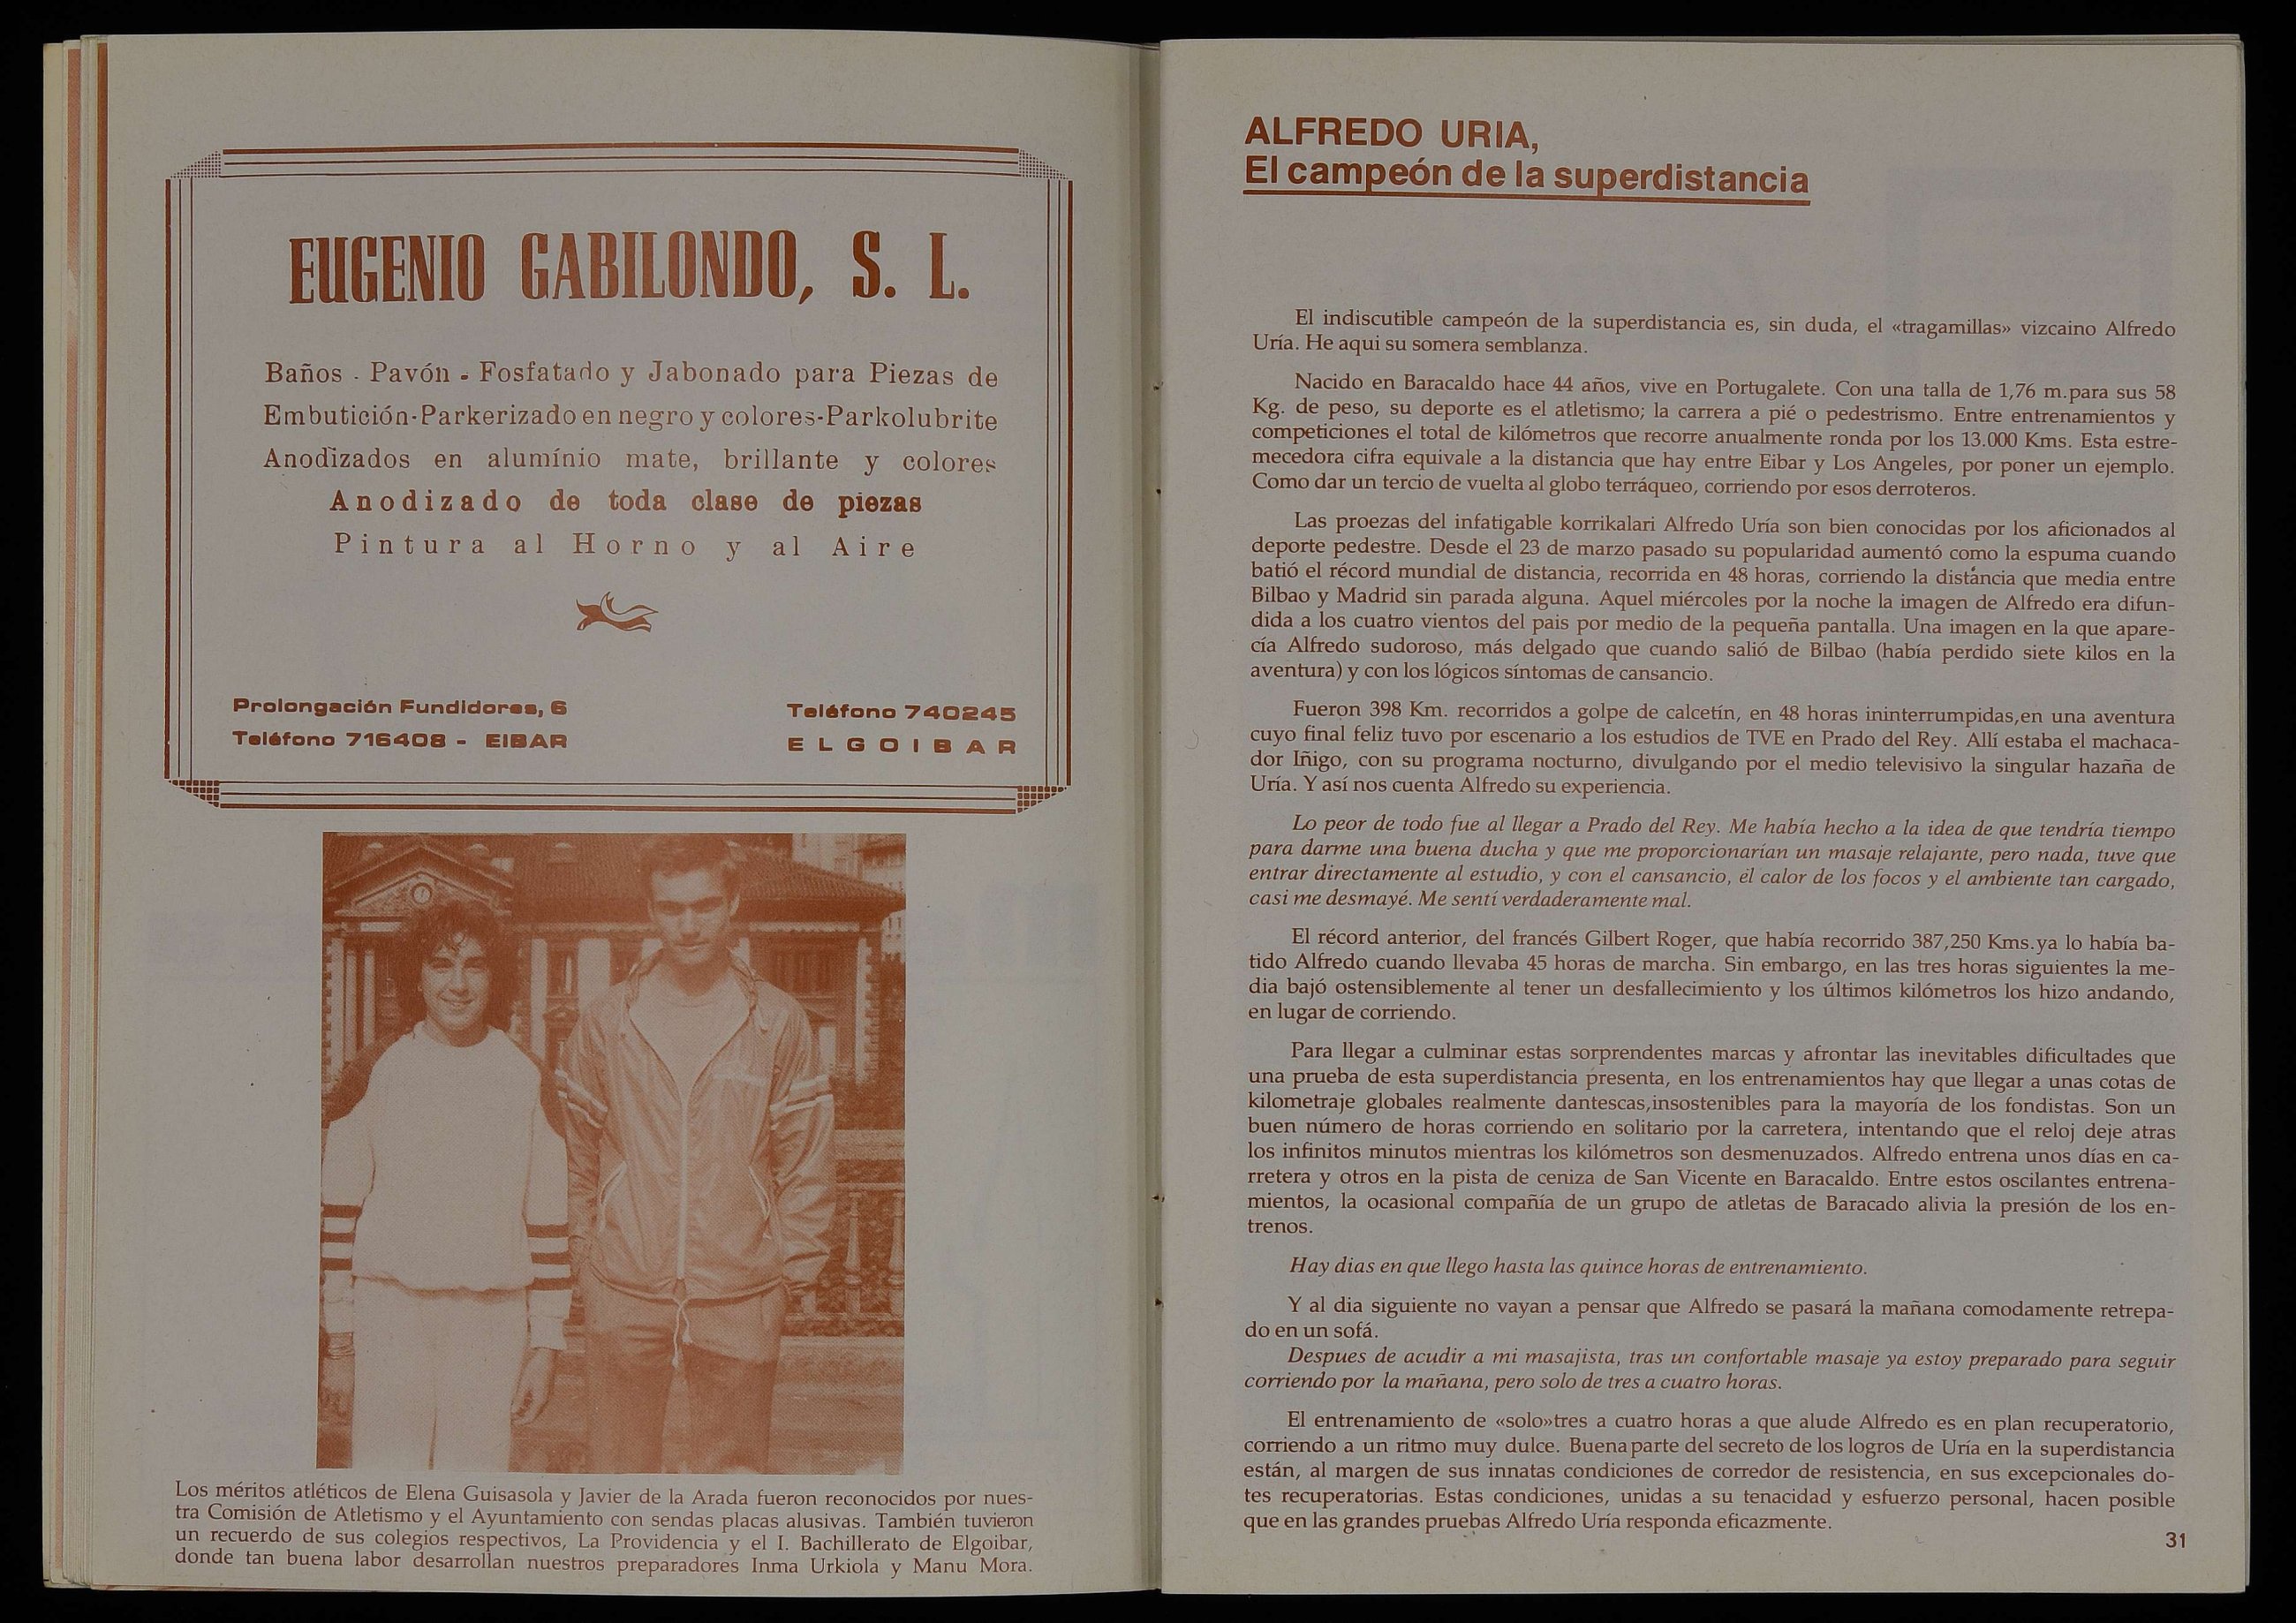 EUGENIO GABILONDO, S. L.
Baños - Pavón - Fosfatado y Jabonado para Piezas de
Embutición-Parkerizado en negro y colores-Parkolubrite
Anodizados en alumínio mate, brillante y colores
Anodizado de toda clase de piezas
Pintura al Horno y al Aire
Prolongación Fundidores, 6
Teléfono 716408 - EIBAR
Teléfono 740245
ELGOIBAR
Los méritos atléticos de Elena Guisasola y Javier de la Arada fueron reconocidos por nues-
tra Comisión de Atletismo y el Ayuntamiento con sendas placas alusivas. También tuvieron
un recuerdo de sus colegios respectivos, La Providencia y el I. Bachillerato de Elgoibar,
donde tan buena labor desarrollan nuestros preparadores Inma Urkiola y Manu Mora.
ALFREDO URIA,
El campeón de la superdistancia
El indiscutible campeón de la superdistancia es, sin duda, el «tragamillas» vizcaino Alfredo
Uría. He aqui su somera semblanza.
Nacido en Baracaldo hace 44 años, vive en Portugalete. Con una talla de 1,76 m.para sus 58
Kg. de peso, su deporte es el atletismo; la carrera a pié o pedestrismo. Entre entrenamientos y
competiciones el total de kilómetros que recorre anualmente ronda por los 13.000 Kms. Esta estre-
mecedora cifra equivale a la distancia que hay entre Eibar y Los Angeles, por poner un ejemplo.
Como dar un tercio de vuelta al globo terráqueo, corriendo por esos derroteros.
Las proezas del infatigable korrikalari Alfredo Uría son bien conocidas por los aficionados al
deporte pedestre. Desde el 23 de marzo pasado su popularidad aumentó como la espuma cuando
batió el récord mundial de distancia, recorrida en 48 horas, corriendo la distáncia que media entre
Bilbao y Madrid sin parada alguna. Aquel miércoles por la noche la imagen de Alfredo era difun-
dida a los cuatro vientos del pais por medio de la pequeña pantalla. Una imagen en la que apare-
cía Alfredo sudoroso, más delgado que cuando salió de Bilbao (había perdido siete kilos en la
aventura) y con los lógicos síntomas de cansancio.
Fueron 398 Km. recorridos a golpe de calcetín, en 48 horas ininterrumpidas,en una aventura
cuyo final feliz tuvo por escenario a los estudios de TVE en Prado del Rey. Allí estaba el machaca-
dor Iñigo, con su programa nocturno, divulgando por el medio televisivo la singular hazaña de
Uría. Y así nos cuenta Alfredo su experiencia.
Lo peor de todo fue al llegar a Prado del Rey. Me había hecho a la idea de que tendría tiempo
para darme una buena ducha y que me proporcionarían un masaje relajante, pero nada, tuve que
entrar directamente al estudio, y con el cansancio, el calor de los focos y el ambiente tan cargado,
casi me desmayé. Me sentí verdaderamente mal.
El récord anterior, del francés Gilbert Roger, que había recorrido 387,250 Kms.ya lo había ba-
tido Alfredo cuando llevaba 45 horas de marcha. Sin embargo, en las tres horas siguientes la me-
dia bajó ostensiblemente al tener un desfallecimiento y los últimos kilómetros los hizo andando,
en lugar de corriendo.
Para llegar a culminar estas sorprendentes marcas y afrontar las inevitables dificultades que
una prueba de esta superdistancia presenta, en los entrenamientos hay que llegar a unas cotas de
kilometraje globales realmente dantescas,insostenibles para la mayoría de los fondistas. Son un
buen número de horas corriendo en solitario por la carretera, intentando que el reloj deje atras
los infinitos minutos mientras los kilómetros son desmenuzados. Alfredo entrena unos días en ca-
rretera y otros en la pista de ceniza de San Vicente en Baracaldo. Entre estos oscilantes entrena-
mientos, la ocasional compañía de un grupo de atletas de Baracado alivia la presión de los en-
trenos.
Hay dias en que llego hasta las quince horas de entrenamiento.
Y al dia siguiente no vayan a pensar que Alfredo se pasará la mañana comodamente retrepa-
do en un sofá.
Despues de acudir a mi masajista, tras un confortable masaje ya estoy preparado para seguir
corriendo por la mañana, pero solo de tres a cuatro horas.
El entrenamiento de «solo»tres a cuatro horas a que alude Alfredo es en plan recuperatorio,
corriendo a un ritmo muy dulce. Buena parte del secreto de los logros de Uría en la superdistancia
están, al margen de sus innatas condiciones de corredor de resistencia, en sus excepcionales do-
tes recuperatorias. Estas condiciones, unidas a su tenacidad y esfuerzo personal, hacen posible
que en las grandes pruebas Alfredo Uría responda eficazmente.
31